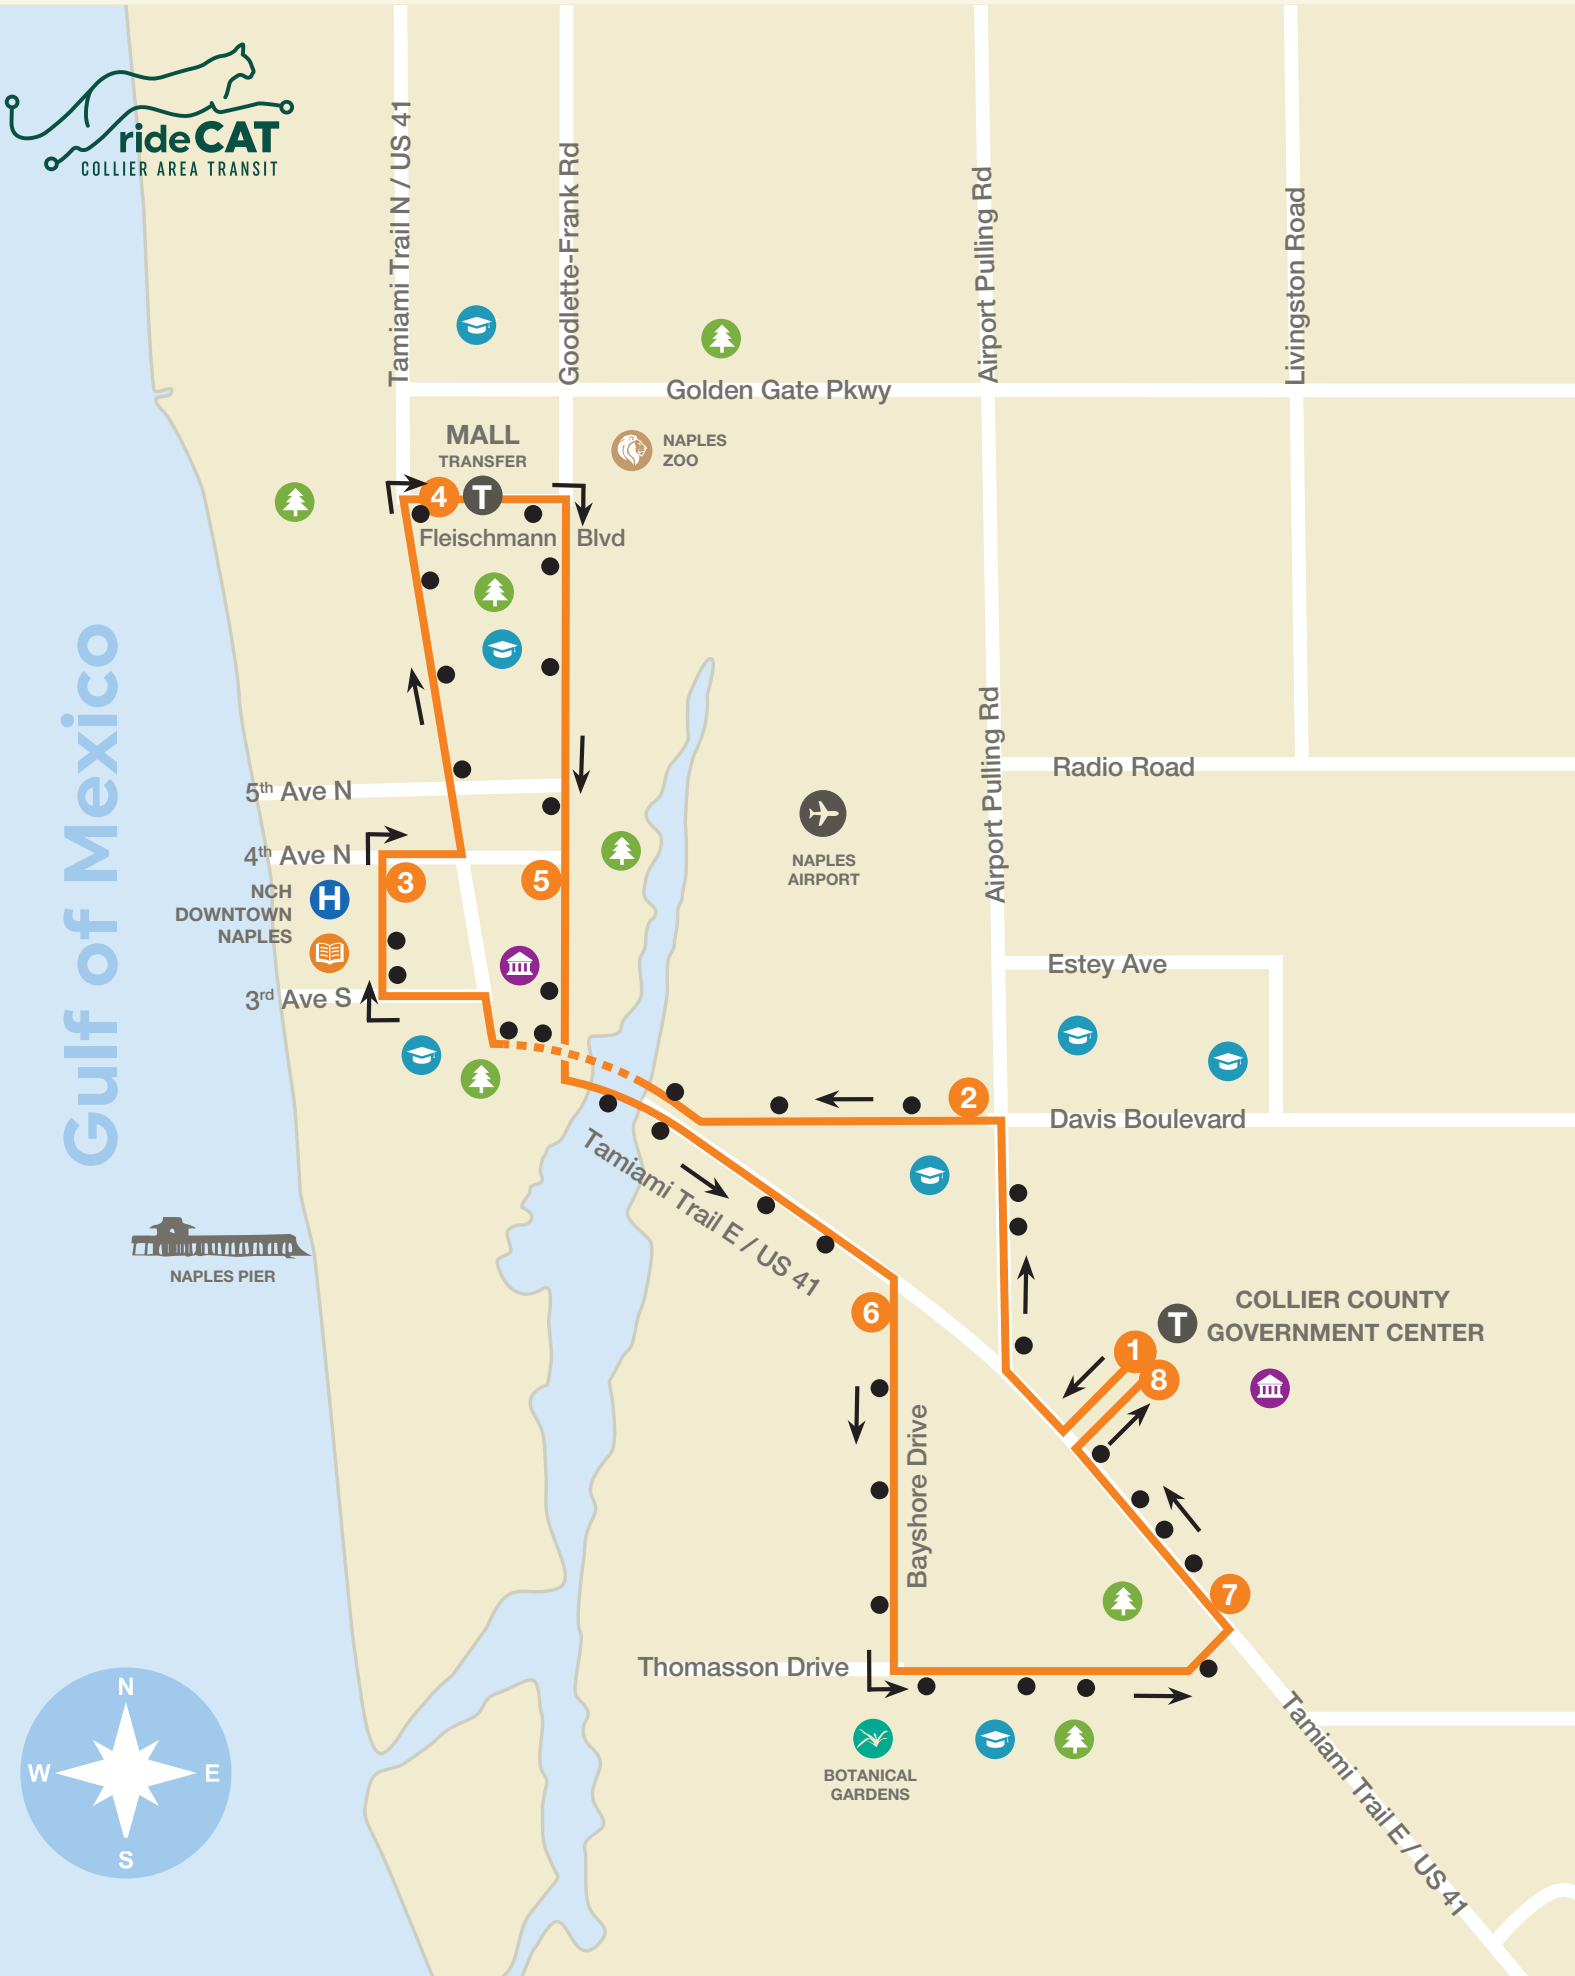 rideCAT
COLLIER AREA TRANSIT
Tamiami Trail N / US 41
Goodlette-Frank Rd
Airport Pulling Rd
Livingston Road
Golden Gate Pkwy
MALL
TRANSFER
NAPLES
ZOO
4
T
Fleischmann Blvd
Gulf of Mexico
Airport Pulling Rd
Radio Road
5th Ave N
NAPLES
AIRPORT
4th Ave N
3
5
NCH
DOWNTOWN
NAPLES
H
3rd Ave S
Estey Ave
2
Davis Boulevard
Tamiami Trail E / US 41
NAPLES PIER
6
T
COLLIER COUNTY
GOVERNMENT CENTER
1
8
Bayshore Drive
7
Thomasson Drive
BOTANICAL
GARDENS
Tamiami Trail E / US 41
N
W
E
S